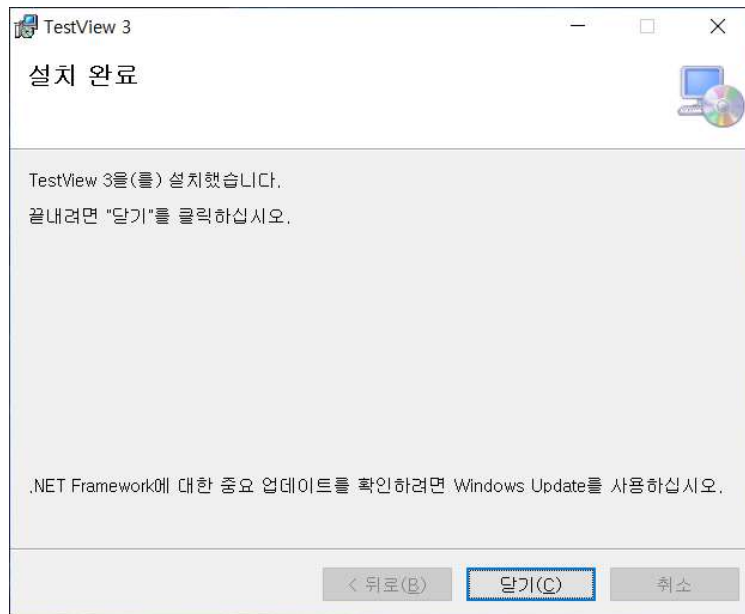 TestView 3
설치 완료
TestView 3을(를) 설치했습니다.
끝내려면 "닫기"를 클릭하십시오.
.NET Framework에 대한 중요 업데이트를 확인하려면 Windows Update를 사용하십시오.
< 뒤로(B) 닫기(C) 취소